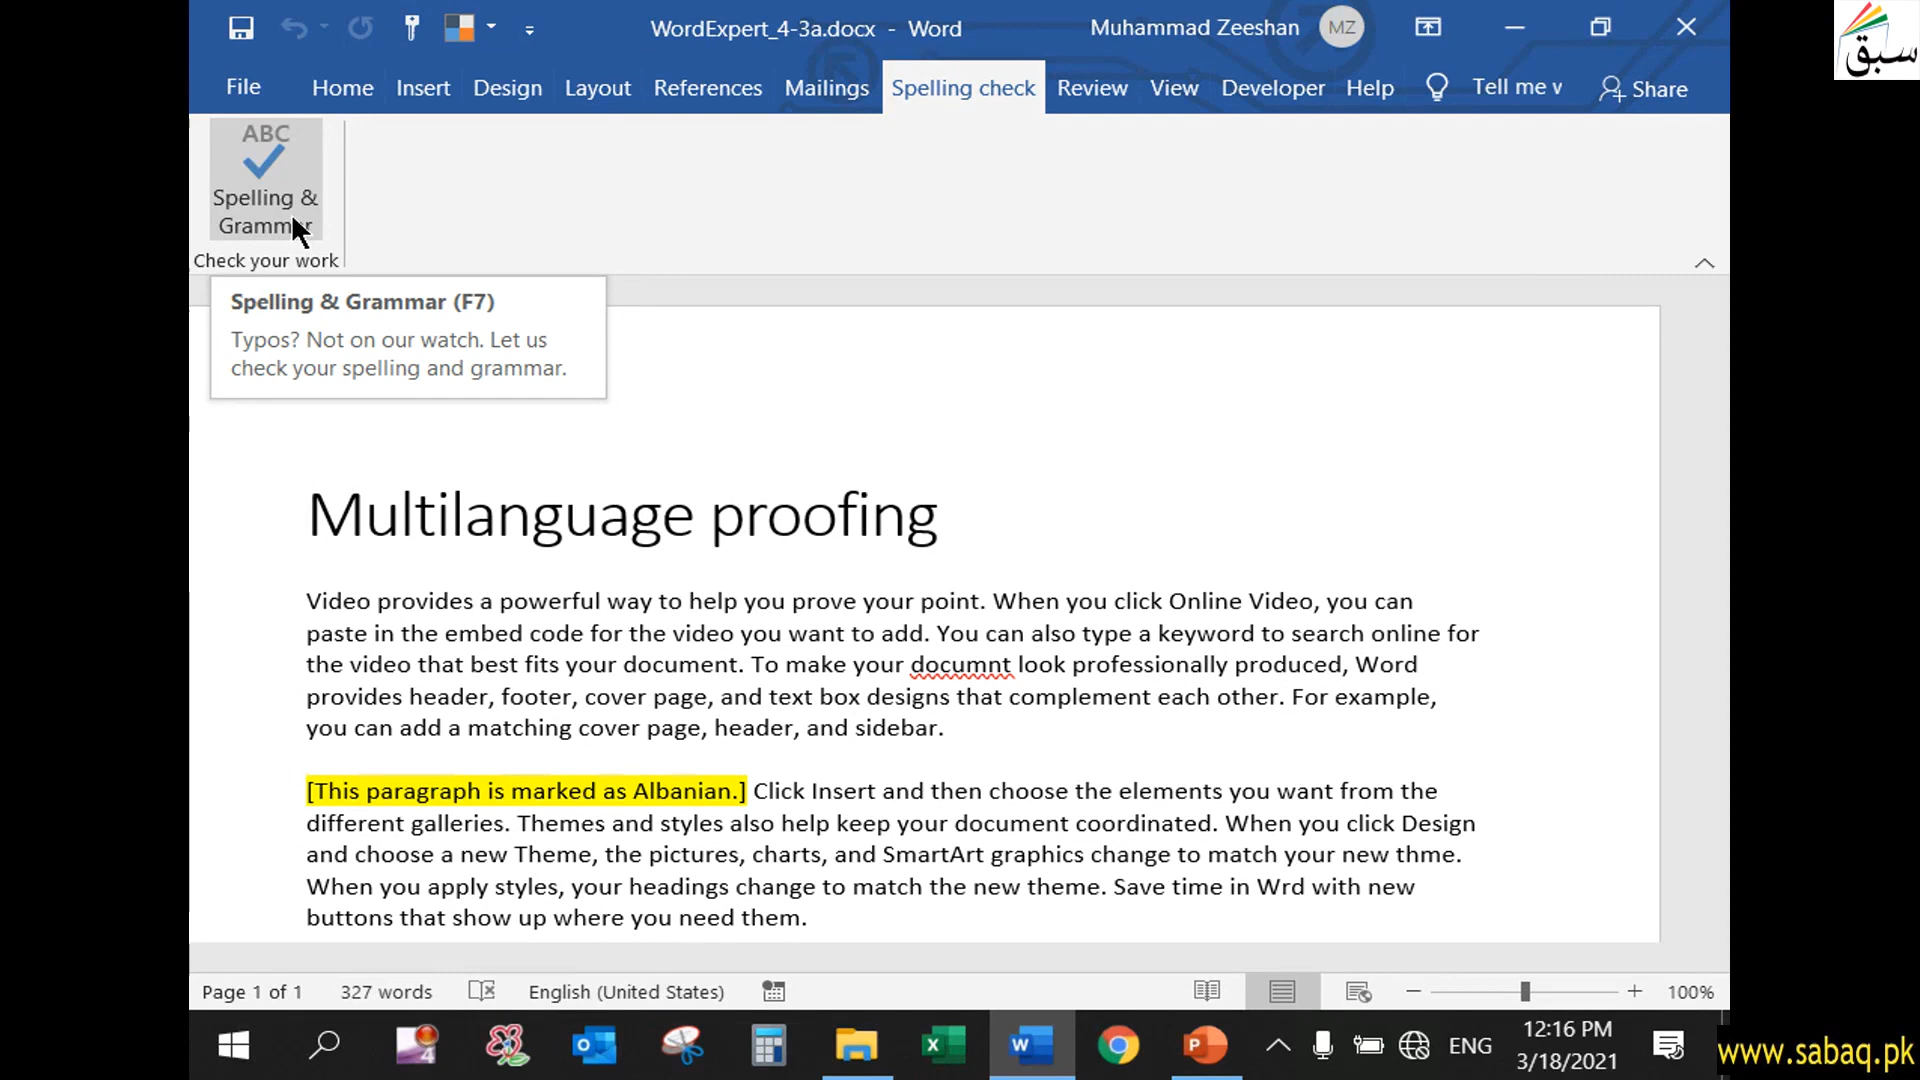 WordExpert_4-3a.docx - Word
Muhammad Zeeshan
MZ
سبق
File Home Insert Design Layout References Mailings Spelling check Review View Developer Help Tell me w Share
ABC
Spelling &
Grammar
Check your work
Spelling & Grammar (F7)
Typos? Not on our watch. Let us
check your spelling and grammar.
Multilanguage proofing
Video provides a powerful way to help you prove your point. When you click Online Video, you can
paste in the embed code for the video you want to add. You can also type a keyword to search online for
the video that best fits your document. To make your documnt look professionally produced, Word
provides header, footer, cover page, and text box designs that complement each other. For example,
you can add a matching cover page, header, and sidebar.
[This paragraph is marked as Albanian.] Click Insert and then choose the elements you want from the
different galleries. Themes and styles also help keep your document coordinated. When you click Design
and choose a new Theme, the pictures, charts, and SmartArt graphics change to match your new thme.
When you apply styles, your headings change to match the new theme. Save time in Wrd with new
buttons that show up where you need them.
Page 1 of 1 327 words English (United States) 100%
4
ENG
12:16 PM
3/18/2021
www.sabaq.pk